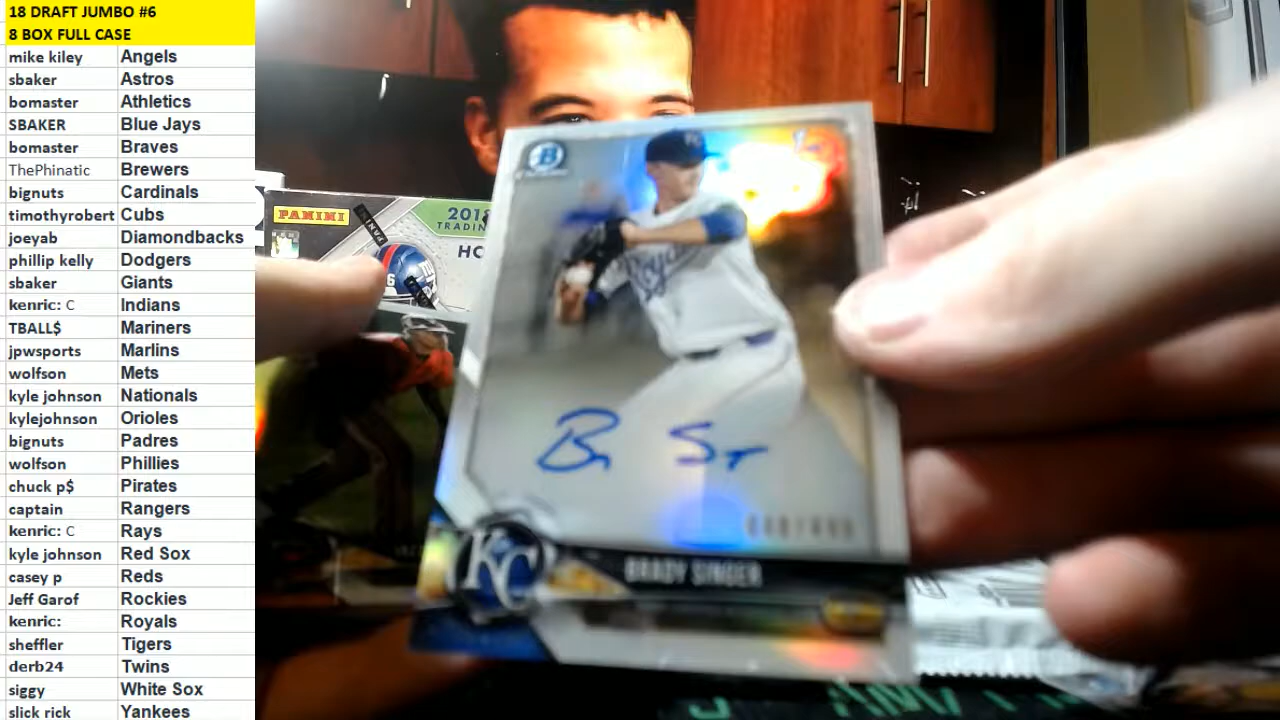 18 DRAFT JUMBO #6
8 BOX FULL CASE
mike kiley Angels
sbaker Astros
bomaster Athletics
SBAKER Blue Jays
bomaster Braves
ThePhinatic Brewers
bignuts Cardinals
timothyrobert Cubs
joeyab Diamondbacks
phillip kelly Dodgers
sbaker Giants
kenric: C Indians
TBALL$ Mariners
jpwsports Marlins
wolfson Mets
kyle johnson Nationals
kylejohnson Orioles
bignuts Padres
wolfson Phillies
chuck p$ Pirates
captain Rangers
kenric: C Rays
kyle johnson Red Sox
casey p Reds
Jeff Garof Rockies
kenric: Royals
sheffler Tigers
derb24 Twins
siggy White Sox
slick rick Yankees
PANINI
2018
TRADIN
HO
B
Royals
KC
BRADY SINGER